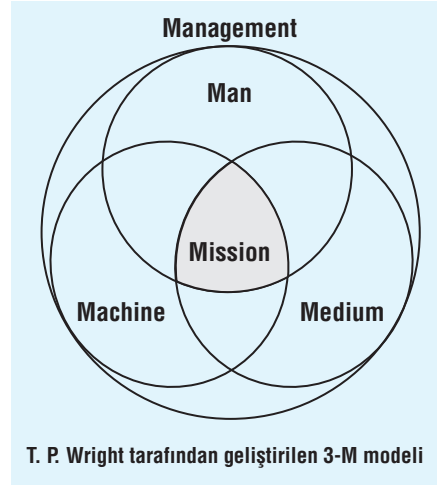 Management
Man
Mission
Machine Medium
T. P. Wright tarafından geliştirilen 3-M modeli